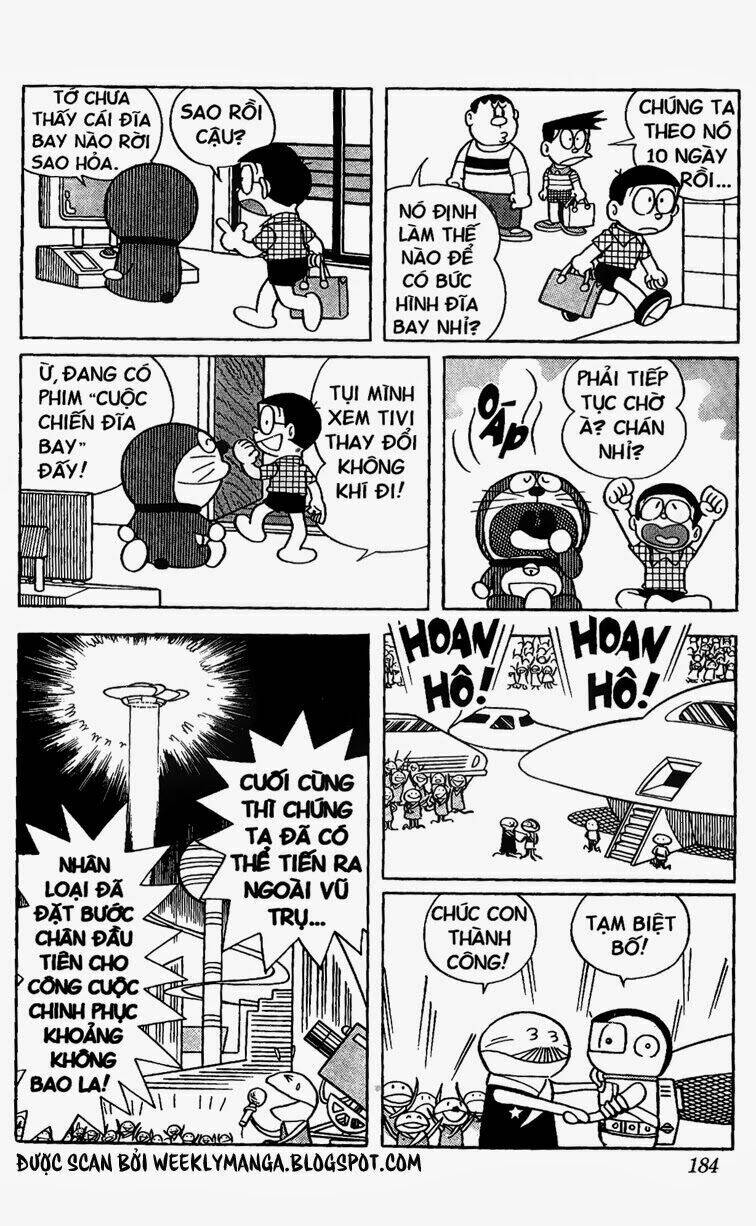 TỚ CHƯA
THẤY CÁI ĐĨA
BAY NÀO RỜI
SAO HỎA.
SAO RỒI
CẬU?
CHÚNG TA
THEO NÓ
10 NGÀY
RỒI...
NÓ ĐỊNH
LÀM THẾ
NÀO ĐỂ
CÓ BỨC
HÌNH ĐĨA
BAY NHỈ?
Ừ, ĐANG CÓ
PHIM "CUỘC
CHIẾN ĐĨA
BAY"
ĐẤY!
TỤI MÌNH
XEM TIVI
THAY ĐỔI
KHÔNG
KHÍ ĐI!
O-
ÁP
PHẢI TIẾP
TỤC CHỜ
À? CHÁN
NHỈ?
CUỐI CÙNG
THÌ CHÚNG
TA ĐÃ CÓ
THỂ TIẾN RA
NGOÀI VŨ
TRỤ...
NHÂN
LOẠI ĐÃ
ĐẶT BƯỚC
CHÂN ĐẦU
TIÊN CHO
CÔNG CUỘC
CHINH PHỤC
KHOẢNG
KHÔNG
BAO LA!
HOAN
HÔ!
HOAN
HÔ!
CHÚC CON
THÀNH
CÔNG!
TẠM BIỆT
BỐ!
ĐƯỢC SCAN BỞI WEEKLYMANGA.BLOGSPOT.COM
184